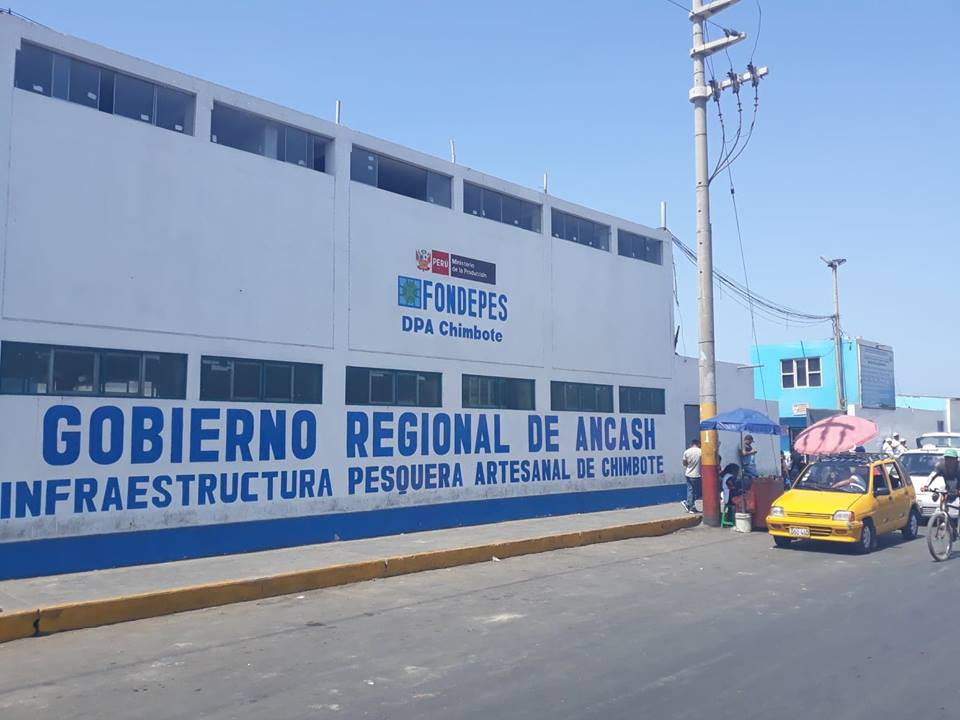 PERÚ
Ministerio
de la Producción
FONDEPES
DPA Chimbote
GOBIERNO REGIONAL DE ANCASH
INFRAESTRUCTURA PESQUERA ARTESANAL DE CHIMBOTE